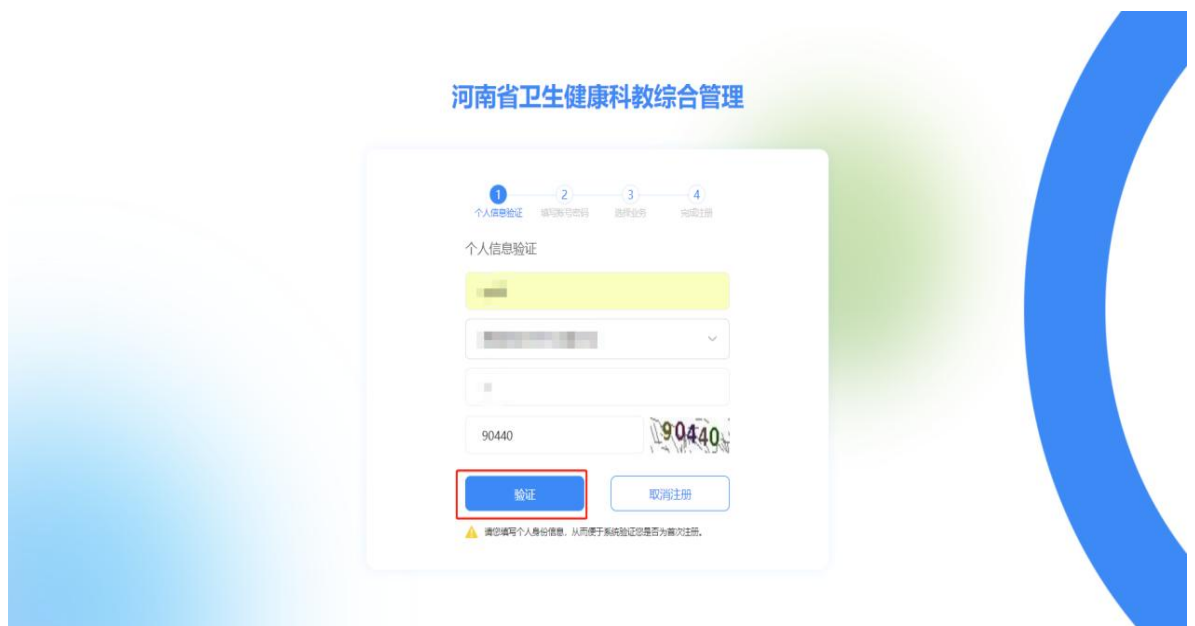 河南省卫生健康科教综合管理
1 2 3 4
个人信息验证 填写账号密码 选择业务 完成注册
个人信息验证
90440 90440
验证 取消注册
请您填写个人身份信息，从而便于系统验证您是否为首次注册。